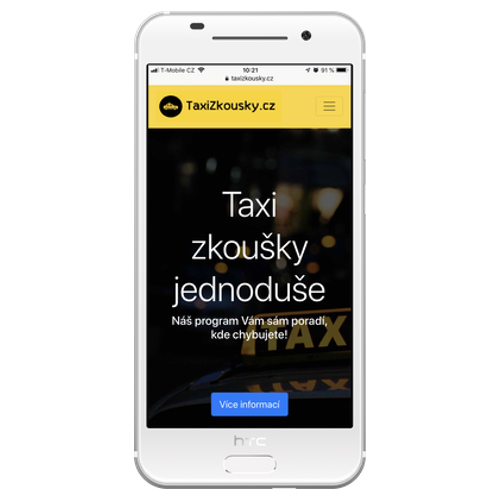 T-Mobile CZ 10:21 91 %
taxizkousky.cz
TaxiZkousky.cz
Taxi
zkoušky
jednoduše
Náš program Vám sám poradí,
kde chybujete!
TAX
Více informací
hTC